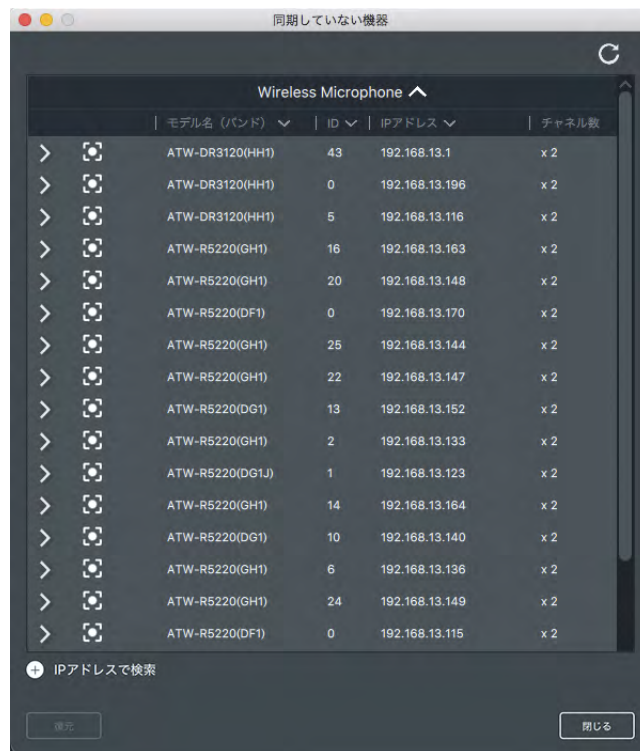 同期していない機器
Wireless Microphone
モデル名（バンド） ID IPアドレス チャネル数
ATW-DR3120(HH1) 43 192.168.13.1 x 2
ATW-DR3120(HH1) 0 192.168.13.196 x 2
ATW-DR3120(HH1) 5 192.168.13.116 x 2
ATW-R5220(GH1) 16 192.168.13.163 x 2
ATW-R5220(GH1) 20 192.168.13.148 x 2
ATW-R5220(DF1) 0 192.168.13.170 x 2
ATW-R5220(GH1) 25 192.168.13.144 x 2
ATW-R5220(GH1) 22 192.168.13.147 x 2
ATW-R5220(DG1) 13 192.168.13.152 x 2
ATW-R5220(GH1) 2 192.168.13.133 x 2
ATW-R5220(DG1J) 1 192.168.13.123 x 2
ATW-R5220(GH1) 14 192.168.13.164 x 2
ATW-R5220(DG1) 10 192.168.13.140 x 2
ATW-R5220(GH1) 6 192.168.13.136 x 2
ATW-R5220(GH1) 24 192.168.13.149 x 2
ATW-R5220(DF1) 0 192.168.13.115 x 2
IPアドレスで検索
復元 閉じる